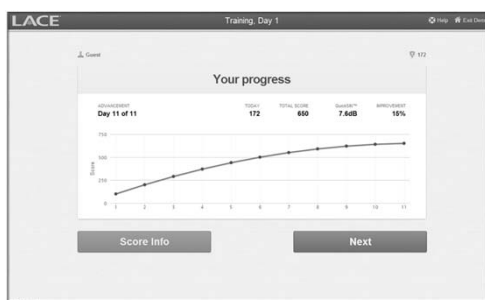 LACE Training, Day 1 Help Exit Demo
Guest 172
Your progress
ADVANCEMENT TODAY TOTAL SCORE IMPROVEMENT
Day 11 of 11 172 650 7.6dB 15%
750
500
250
0
Score
1 2 3 4 5 6 7 8 9 10 11
Score Info Next